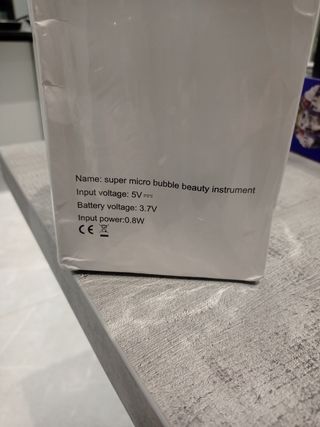 Name: super micro bubble beauty instrument
Input voltage: 5V⎓
Battery voltage: 3.7V
Input power:0.8W
CE